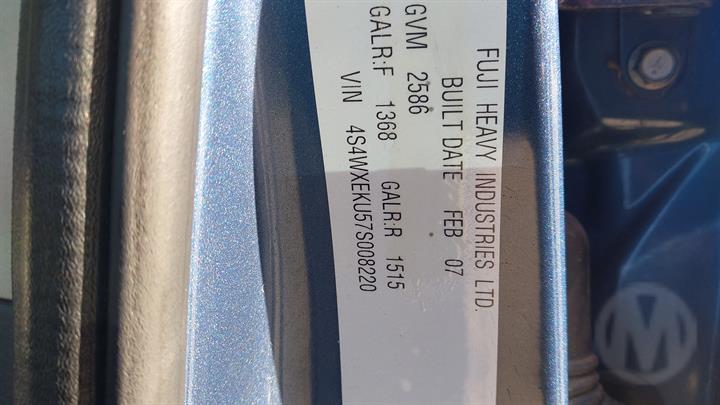 FUJI HEAVY INDUSTRIES LTD.
BUILT DATE FEB 07
GVM 2586
GALR:F 1368 GALR:R 1515
VIN 4S4WXEKU57S008220
M